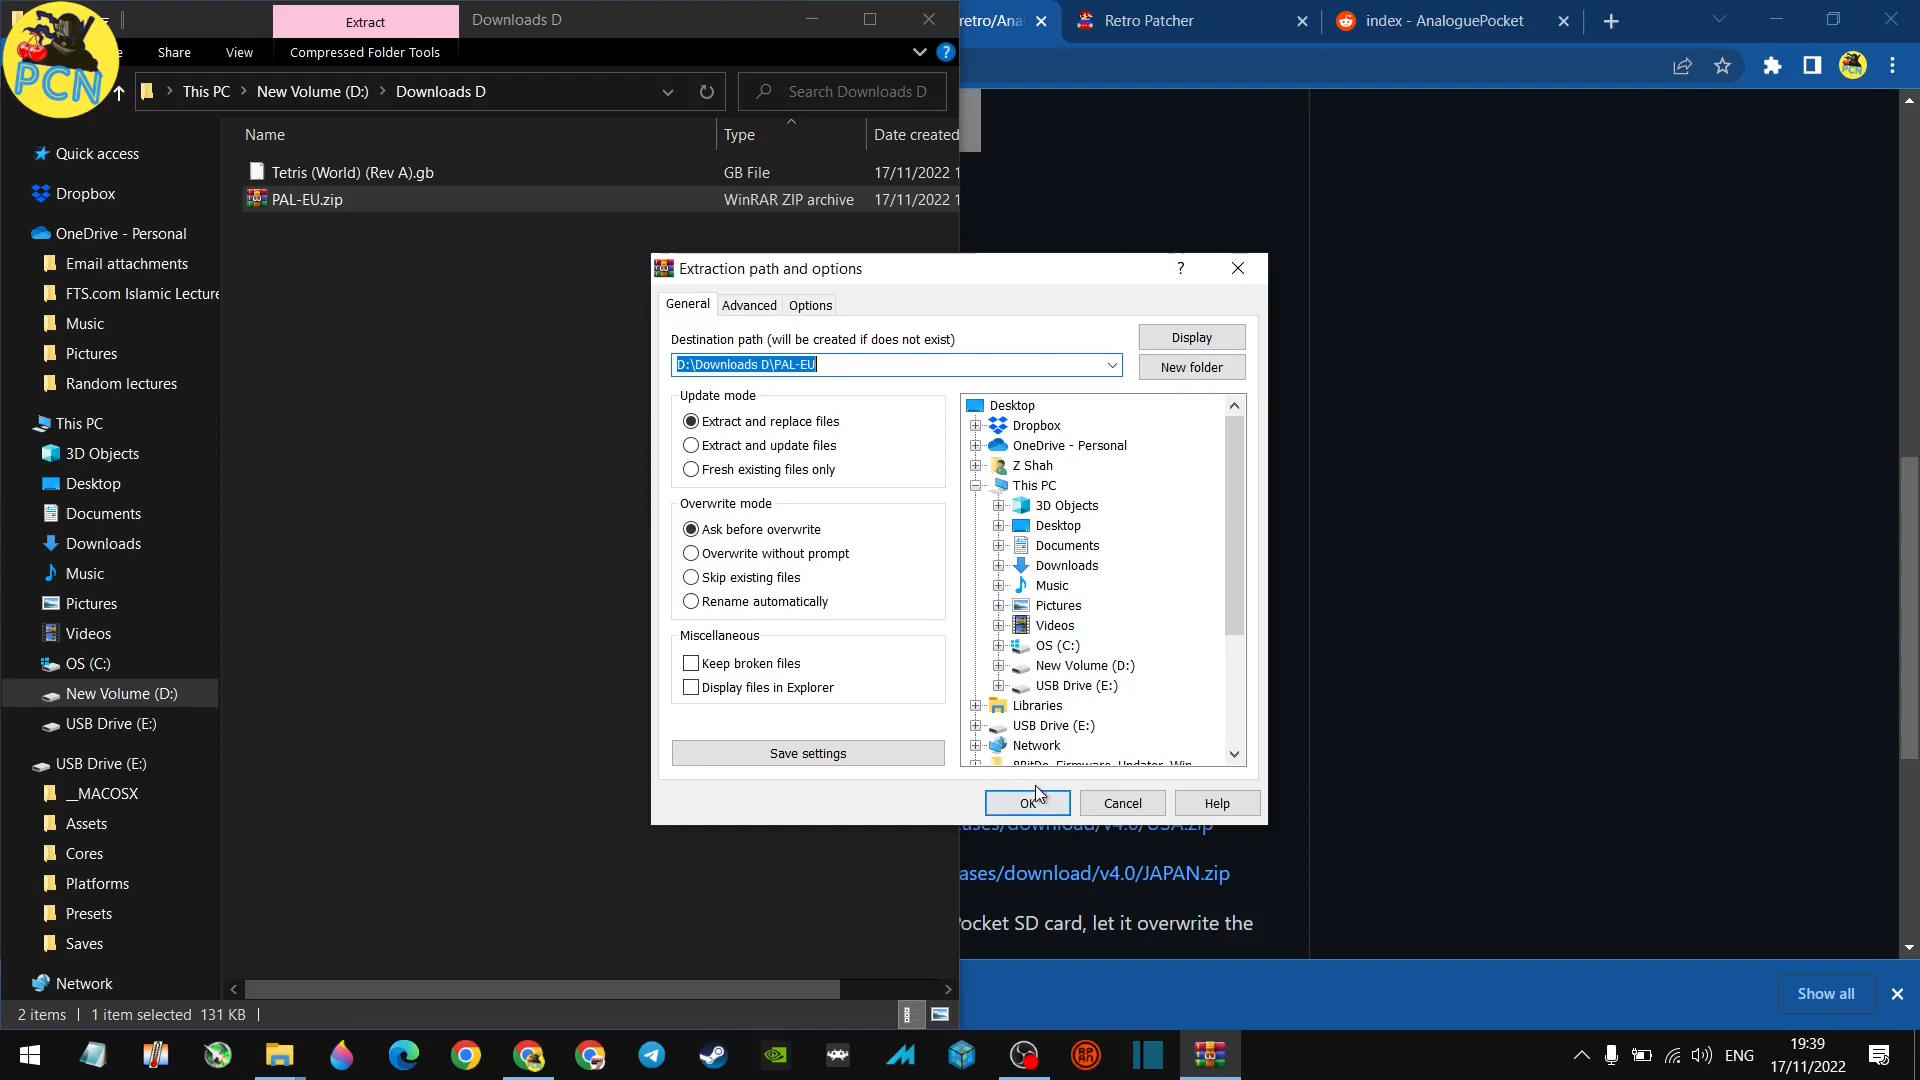 Extract
Downloads D
retro/Ana
Retro Patcher
index - AnaloguePocket
PCN
Share
View
Compressed Folder Tools
This PC
New Volume (D:)
Downloads D
Search Downloads D
Name
Type
Date created
Tetris (World) (Rev A).gb
GB File
17/11/2022 1
PAL-EU.zip
WinRAR ZIP archive
17/11/2022 1
Quick access
Dropbox
OneDrive - Personal
Email attachments
FTS.com Islamic Lecture
Music
Pictures
Random lectures
This PC
3D Objects
Desktop
Documents
Downloads
Music
Pictures
Videos
OS (C:)
New Volume (D:)
USB Drive (E:)
USB Drive (E:)
__MACOSX
Assets
Cores
Platforms
Presets
Saves
Network
2 items
1 item selected 131 KB
Extraction path and options
?
General
Advanced
Options
Destination path (will be created if does not exist)
D:\Downloads D\PAL-EU
Display
New folder
Update mode
Extract and replace files
Extract and update files
Fresh existing files only
Overwrite mode
Ask before overwrite
Overwrite without prompt
Skip existing files
Rename automatically
Miscellaneous
Keep broken files
Display files in Explorer
Save settings
Desktop
Dropbox
OneDrive - Personal
Z Shah
This PC
3D Objects
Desktop
Documents
Downloads
Music
Pictures
Videos
OS (C:)
New Volume (D:)
USB Drive (E:)
Libraries
USB Drive (E:)
Network
8BitDo_Firmware_Updater_Win
OK
Cancel
Help
ases/download/v4.0/USA.zip
ases/download/v4.0/JAPAN.zip
Pocket SD card, let it overwrite the
Show all
ENG
19:39
17/11/2022